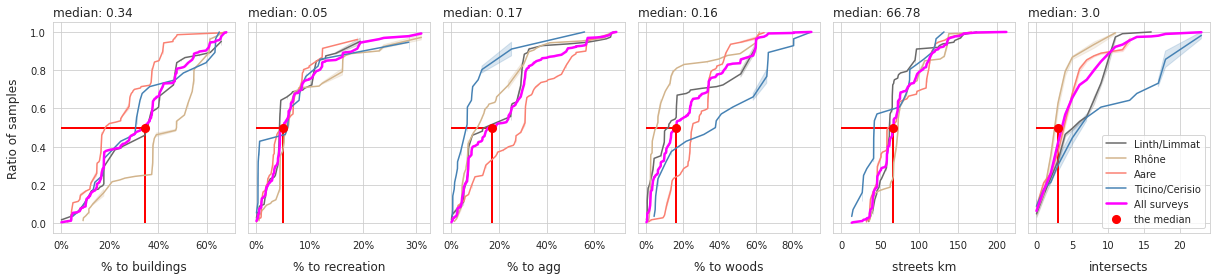 median: 0.34
median: 0.05
median: 0.17
median: 0.16
median: 66.78
median: 3.0
Ratio of samples
1.0
0.8
0.6
0.4
0.2
0.0
0% 20% 40% 60%
0% 10% 20% 30%
0% 20% 40% 60%
0% 20% 40% 60% 80%
0 50 100 150 200
0 5 10 15 20
% to buildings
% to recreation
% to agg
% to woods
streets km
intersects
Linth/Limmat
Rhône
Aare
Ticino/Cerisio
All surveys
the median